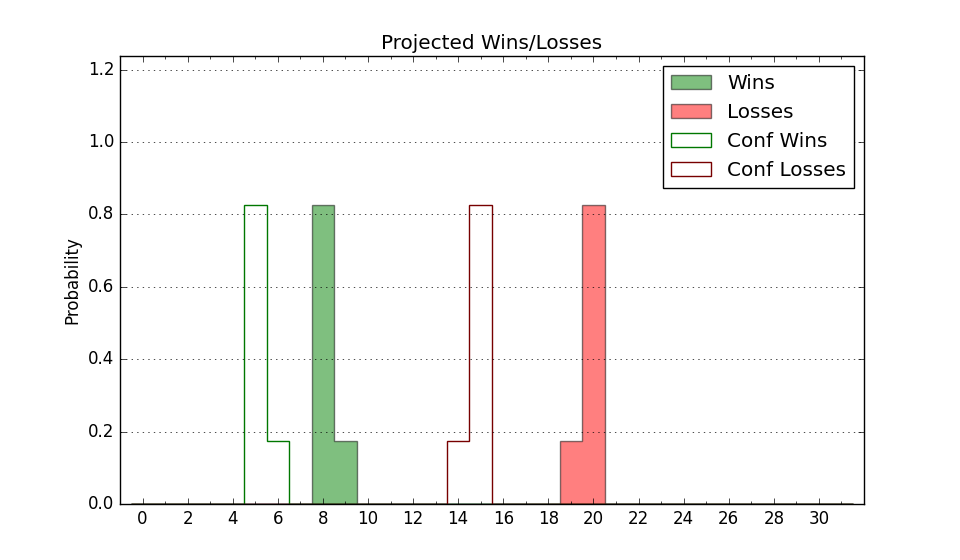 Projected Wins/Losses
1.2
1.0
0.8
0.6
0.4
0.2
0.0
Probability
Wins
Losses
Conf Wins
Conf Losses
0 2 4 6 8 10 12 14 16 18 20 22 24 26 28 30